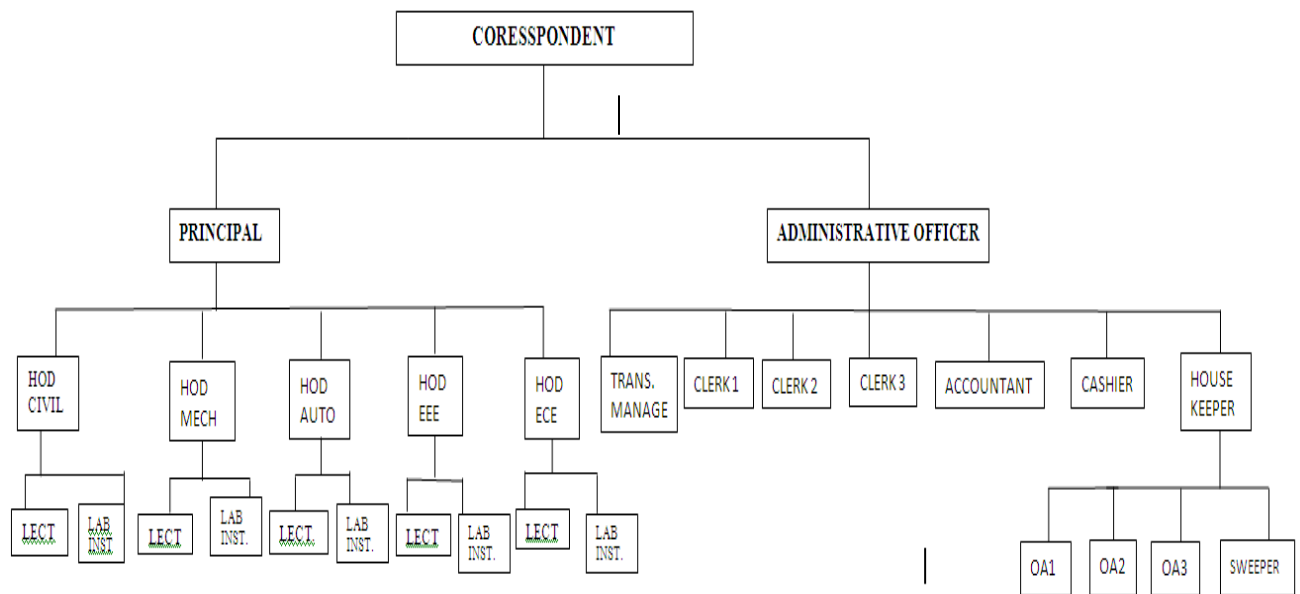 CORESSPONDENT
PRINCIPAL
ADMINISTRATIVE OFFICER
HOD
CIVIL
HOD
MECH
HOD
AUTO
HOD
EEE
HOD
ECE
TRANS.
MANAGE
CLERK 1
CLERK 2
CLERK 3
ACCOUNTANT
CASHIER
HOUSE
KEEPER
LECT
LAB
INST
LECT
LAB
INST.
LECT.
LAB
INST.
LECT
LAB
INST.
LECT
LAB
INST.
OA1
OA2
OA3
SWEEPER